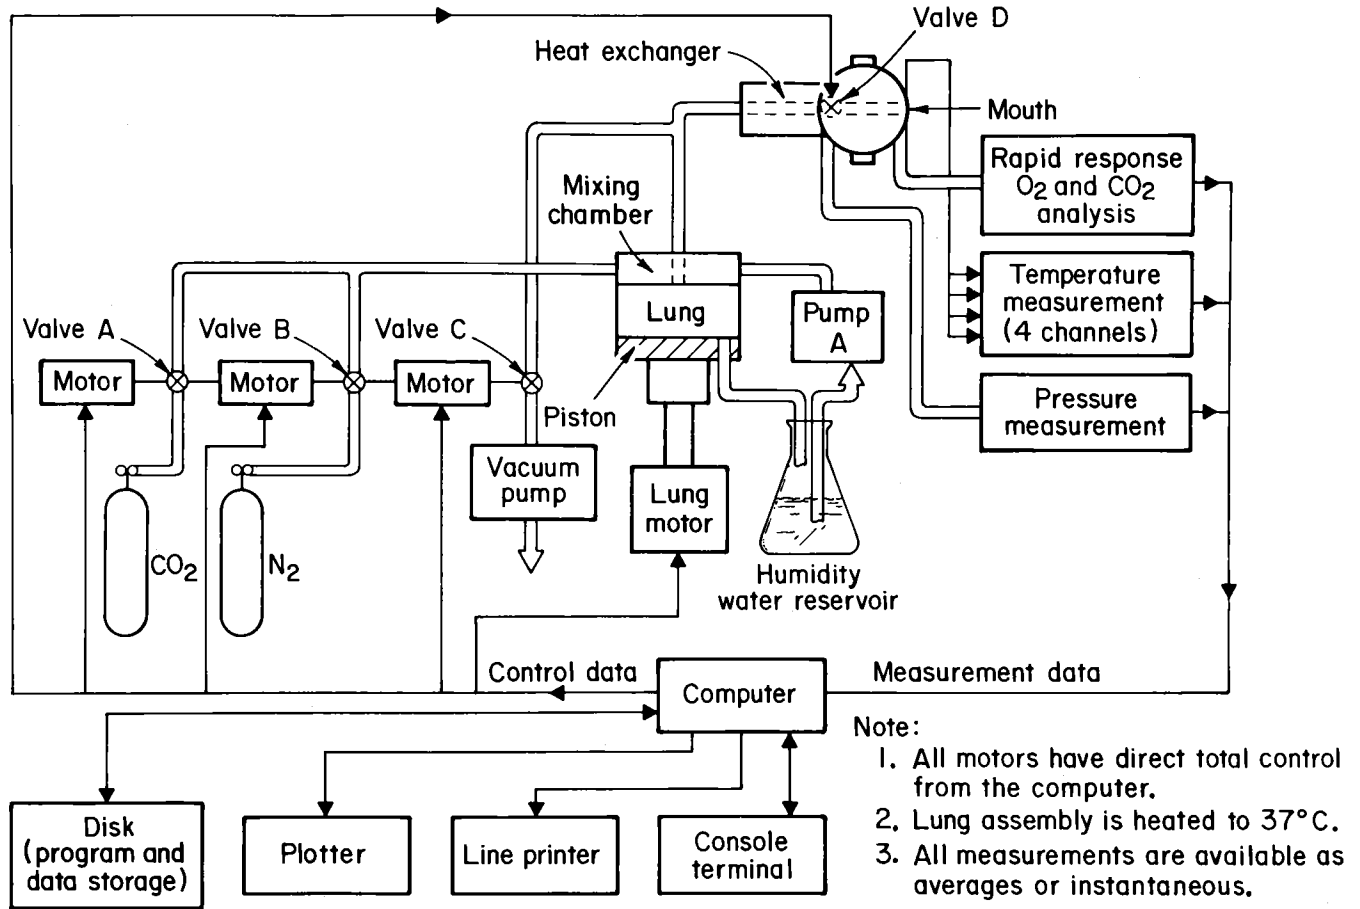 Valve D
Heat exchanger
Mouth
Rapid response
O2 and CO2
analysis
Mixing
chamber
Temperature
measurement
(4 channels)
Lung
Pump
A
Valve A
Valve B
Valve C
Motor
Motor
Motor
Piston
Pressure
measurement
Vacuum
pump
Lung
motor
CO2
N2
Humidity
water reservoir
Control data
Computer
Measurement data
Note:
1. All motors have direct total control
from the computer.
2. Lung assembly is heated to 37°C.
3. All measurements are available as
averages or instantaneous.
Disk
(program and
data storage)
Plotter
Line printer
Console
terminal